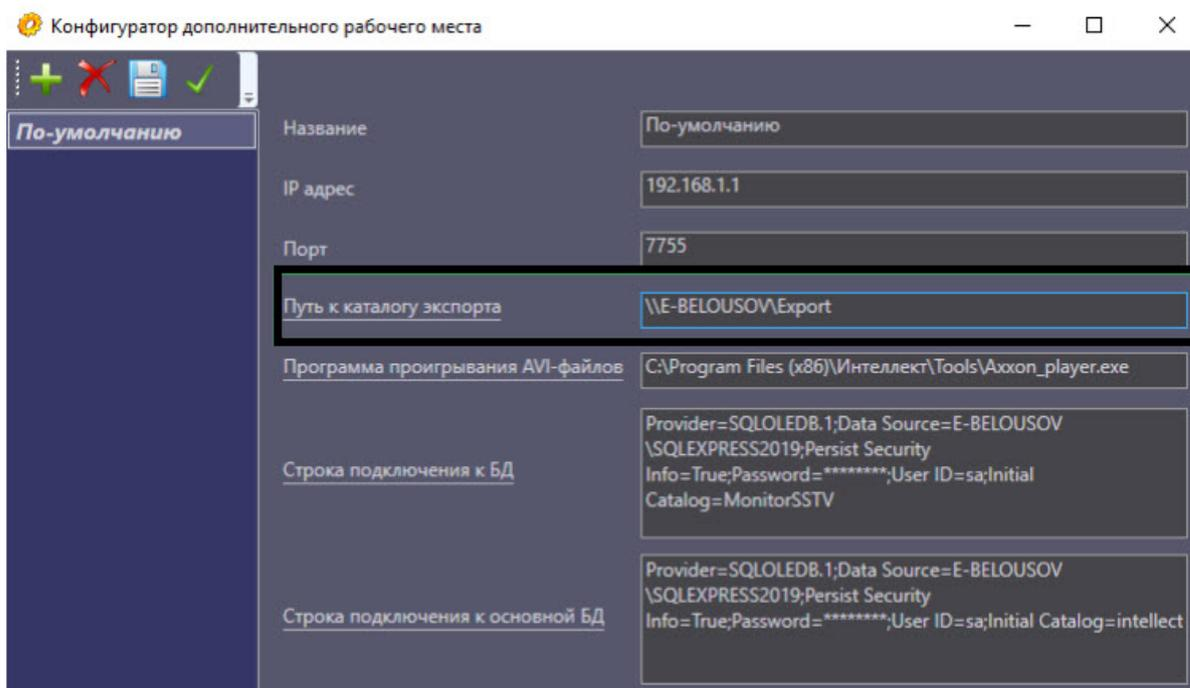 Конфигуратор дополнительного рабочего места
По-умолчанию
Название
По-умолчанию
IP адрес
192.168.1.1
Порт
7755
Путь к каталогу экспорта
\\E-BELOUSOV\Export
Программа проигрывания AVI-файлов
C:\Program Files (x86)\Интеллект\Tools\Axxon_player.exe
Строка подключения к БД
Provider=SQLOLEDB.1;Data Source=E-BELOUSOV
\SQLEXPRESS2019;Persist Security
Info=True;Password=********;User ID=sa;Initial
Catalog=MonitorSSTV
Строка подключения к основной БД
Provider=SQLOLEDB.1;Data Source=E-BELOUSOV
\SQLEXPRESS2019;Persist Security
Info=True;Password=********;User ID=sa;Initial Catalog=intellect